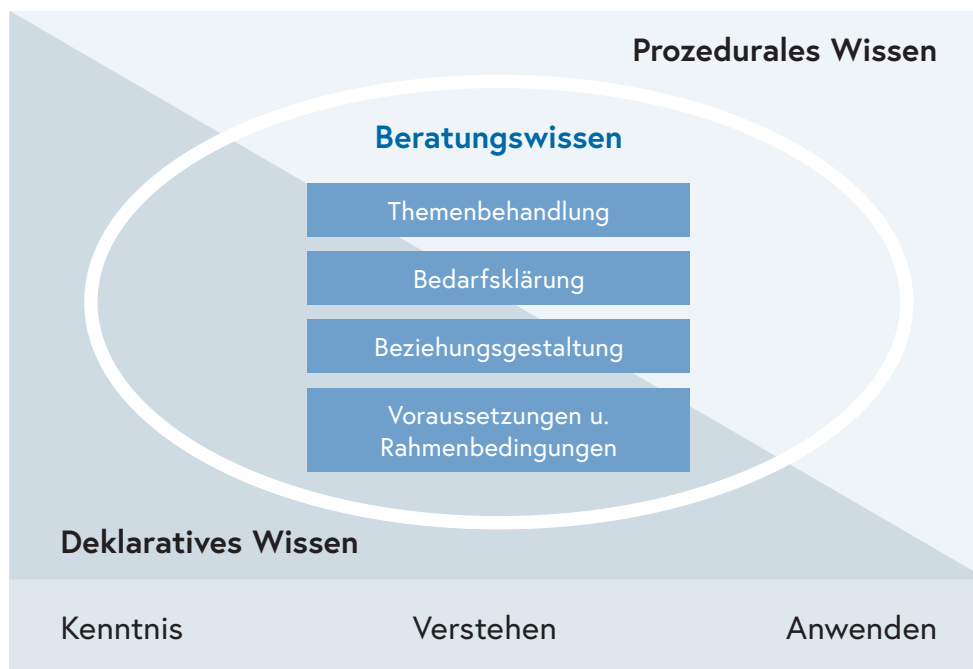 Prozedurales Wissen
Beratungswissen
Themenbehandlung
Bedarfsklärung
Beziehungsgestaltung
Voraussetzungen u.
Rahmenbedingungen
Deklaratives Wissen
Kenntnis
Verstehen
Anwenden